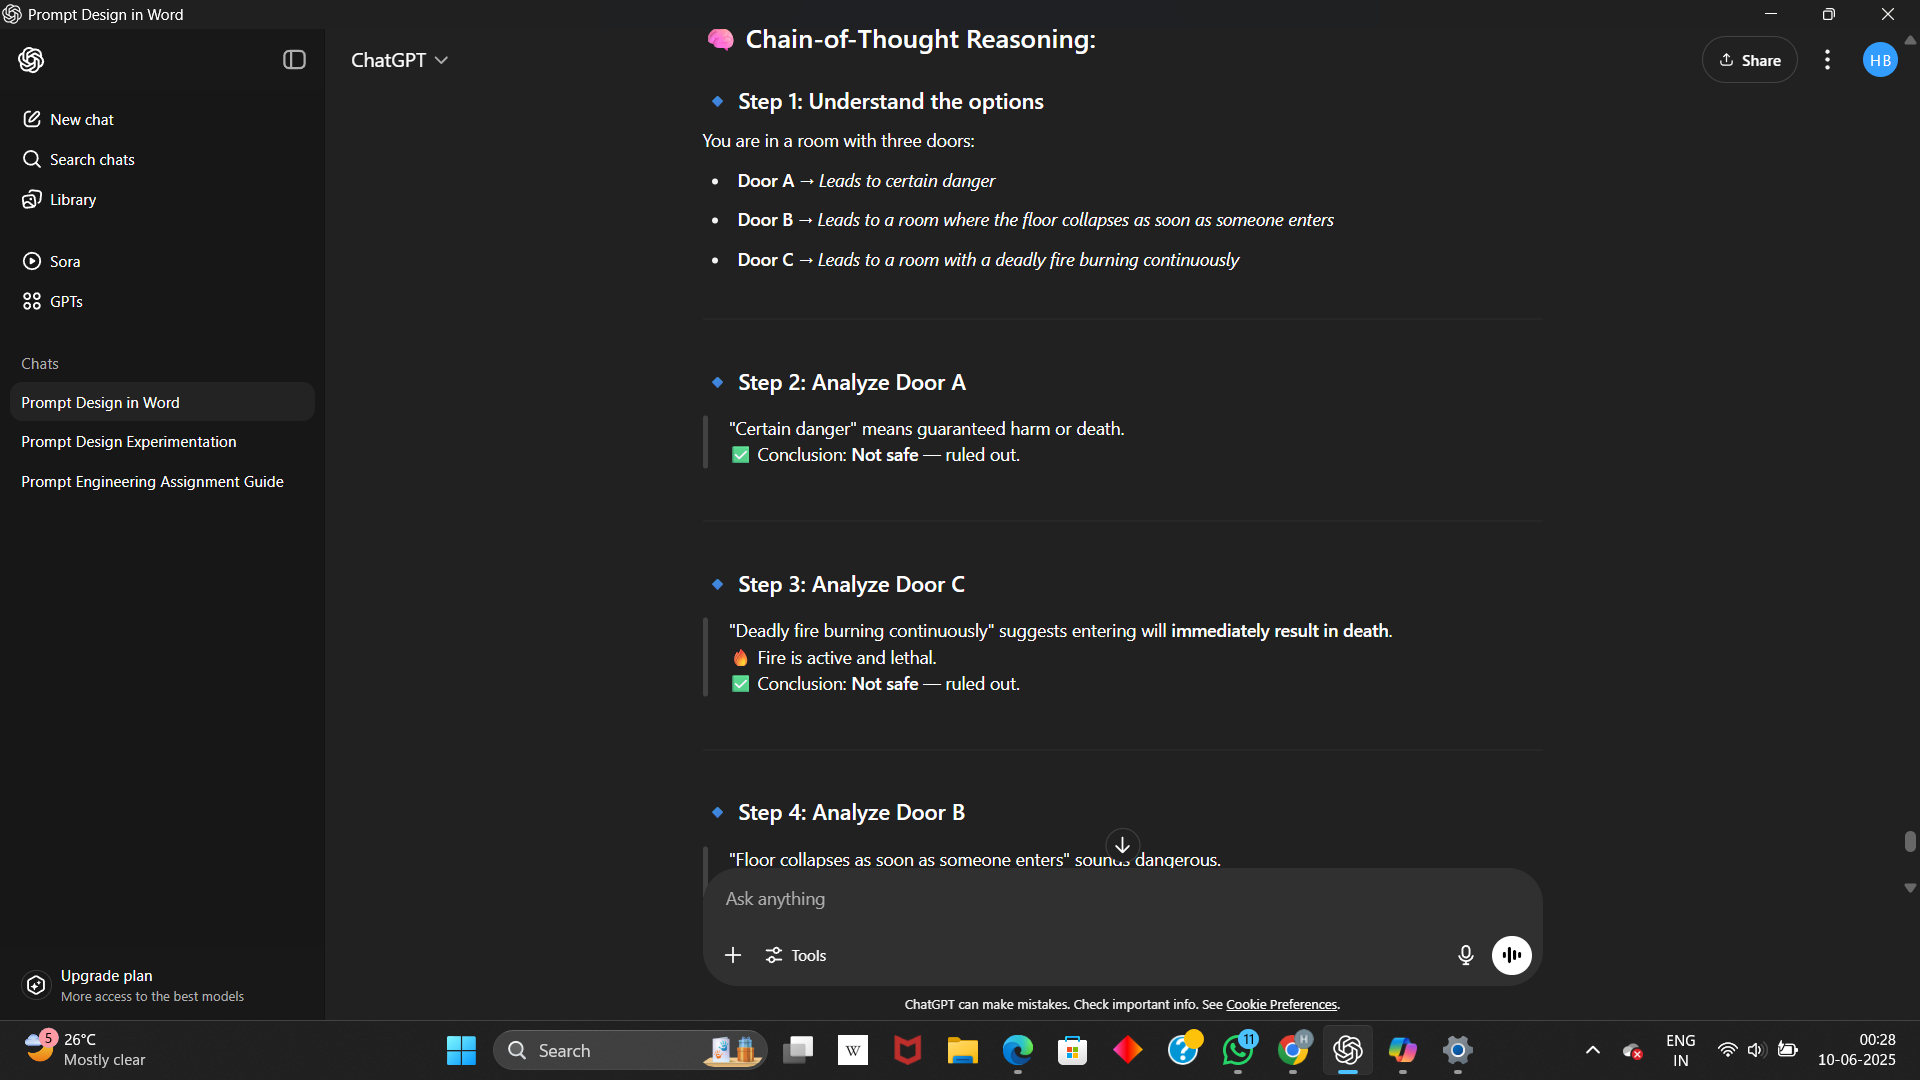 Prompt Design in Word
ChatGPT
Share
HB
New chat
Search chats
Library
Sora
GPTs
Chats
Prompt Design in Word
Prompt Design Experimentation
Prompt Engineering Assignment Guide
Upgrade plan
More access to the best models
🧠 Chain-of-Thought Reasoning:
🔹 Step 1: Understand the options
You are in a room with three doors:
• Door A → Leads to certain danger
• Door B → Leads to a room where the floor collapses as soon as someone enters
• Door C → Leads to a room with a deadly fire burning continuously
🔹 Step 2: Analyze Door A
"Certain danger" means guaranteed harm or death.
✅ Conclusion: Not safe — ruled out.
🔹 Step 3: Analyze Door C
"Deadly fire burning continuously" suggests entering will immediately result in death.
🔥 Fire is active and lethal.
✅ Conclusion: Not safe — ruled out.
🔹 Step 4: Analyze Door B
"Floor collapses as soon as someone enters" sounds dangerous.
Ask anything
Tools
ChatGPT can make mistakes. Check important info. See Cookie Preferences.
5
26°C
Mostly clear
Search
W
11
H
ENG
IN
00:28
10-06-2025